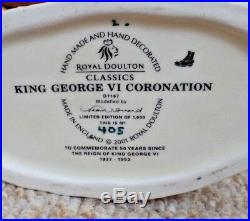 2.
HAND MADE AND HAND DECORATED
ROYAL DOULTON
CLASSICS
KING GEORGE VI CORONATION
D7167
Modelled by
LIMITED EDITION OF 1,000
THIS IS Nº
405
MADE IN ENGLAND
© 2001 ROYAL DOULTON
TO COMMEMORATE 50 YEARS SINCE
THE REIGN OF KING GEORGE VI
1937 - 1952